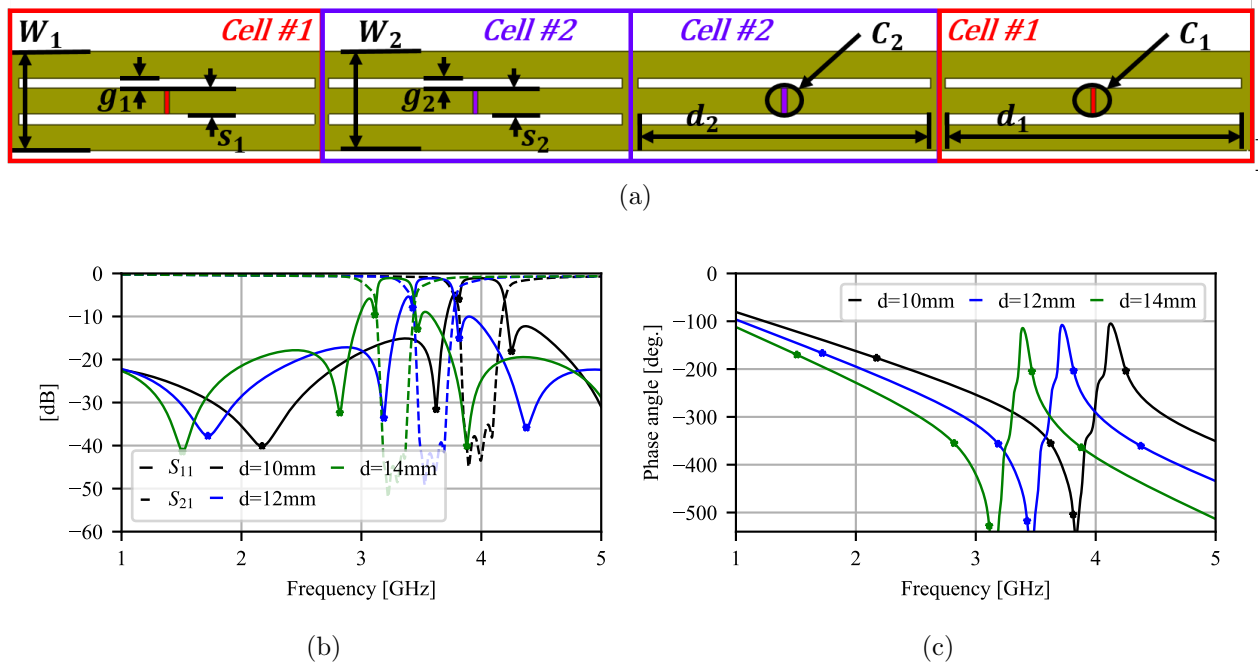 W₁ Cell #1 W₂ Cell #2 Cell #2 C₂ Cell #1 C₁
g₁ g₂
s₁ s₂ d₂ d₁
(a)
0
−10
−20
−30
−40
−50
−60
[dB]
S₁₁ d=10mm d=14mm
S₂₁ d=12mm
1 2 3 4 5
Frequency [GHz]
(b)
0
−100
−200
−300
−400
−500
Phase angle [deg.]
d=10mm d=12mm d=14mm
1 2 3 4 5
Frequency [GHz]
(c)